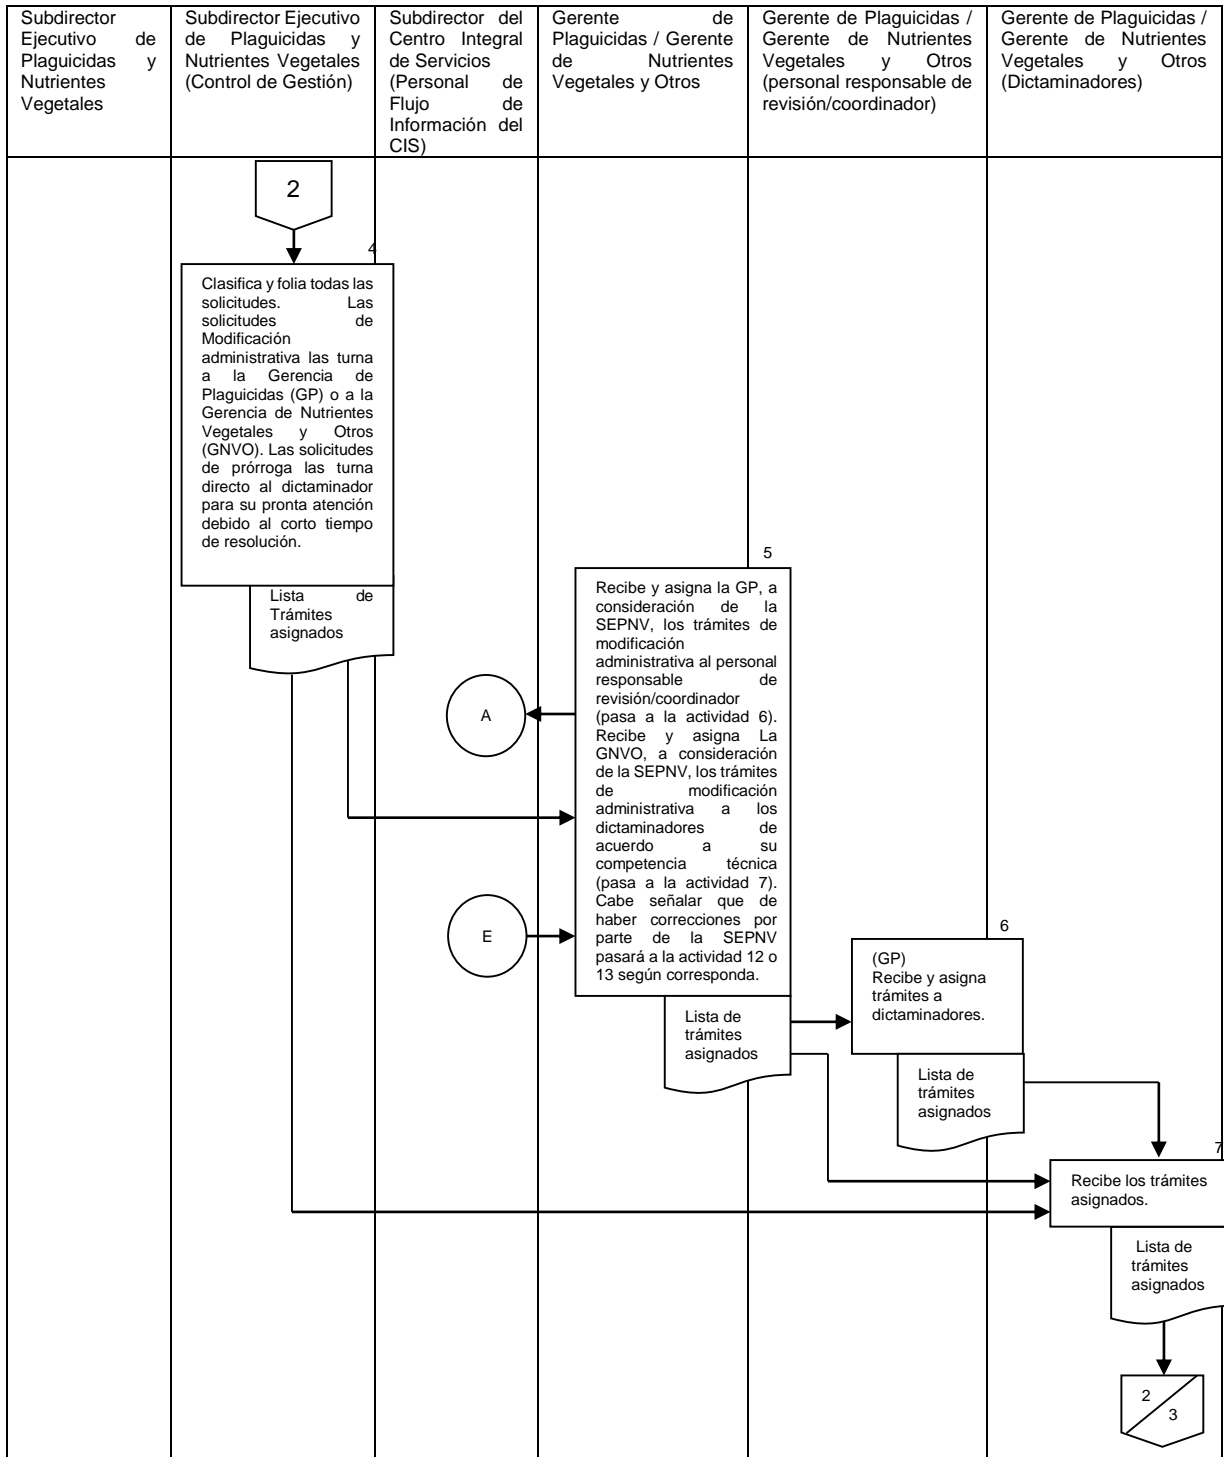 Subdirector
Ejecutivo de
Plaguicidas y
Nutrientes
Vegetales
Subdirector Ejecutivo
de Plaguicidas y
Nutrientes Vegetales
(Control de Gestión)
Subdirector del
Centro Integral
de Servicios
(Personal de
Flujo de
Información del
CIS)
Gerente de
Plaguicidas / Gerente
de Nutrientes
Vegetales y Otros
Gerente de Plaguicidas /
Gerente de Nutrientes
Vegetales y Otros
(personal responsable de
revisión/coordinador)
Gerente de Plaguicidas /
Gerente de Nutrientes
Vegetales y Otros
(Dictaminadores)
2
4
Clasifica y folia todas las
solicitudes. Las
solicitudes de
Modificación
administrativa las turna
a la Gerencia de
Plaguicidas (GP) o a la
Gerencia de Nutrientes
Vegetales y Otros
(GNVO). Las solicitudes
de prórroga las turna
directo al dictaminador
para su pronta atención
debido al corto tiempo
de resolución.
Lista de
Trámites
asignados
5
Recibe y asigna la GP, a
consideración de la
SEPNV, los trámites de
modificación
administrativa al personal
responsable de
revisión/coordinador
(pasa a la actividad 6).
Recibe y asigna La
GNVO, a consideración
de la SEPNV, los trámites
de modificación
administrativa a los
dictaminadores de
acuerdo a su
competencia técnica
(pasa a la actividad 7).
Cabe señalar que de
haber correcciones por
parte de la SEPNV
pasará a la actividad 12 o
13 según corresponda.
A
E
Lista de
trámites
asignados
6
(GP)
Recibe y asigna
trámites a
dictaminadores.
Lista de
trámites
asignados
7
Recibe los trámites
asignados.
Lista de
trámites
asignados
2
3